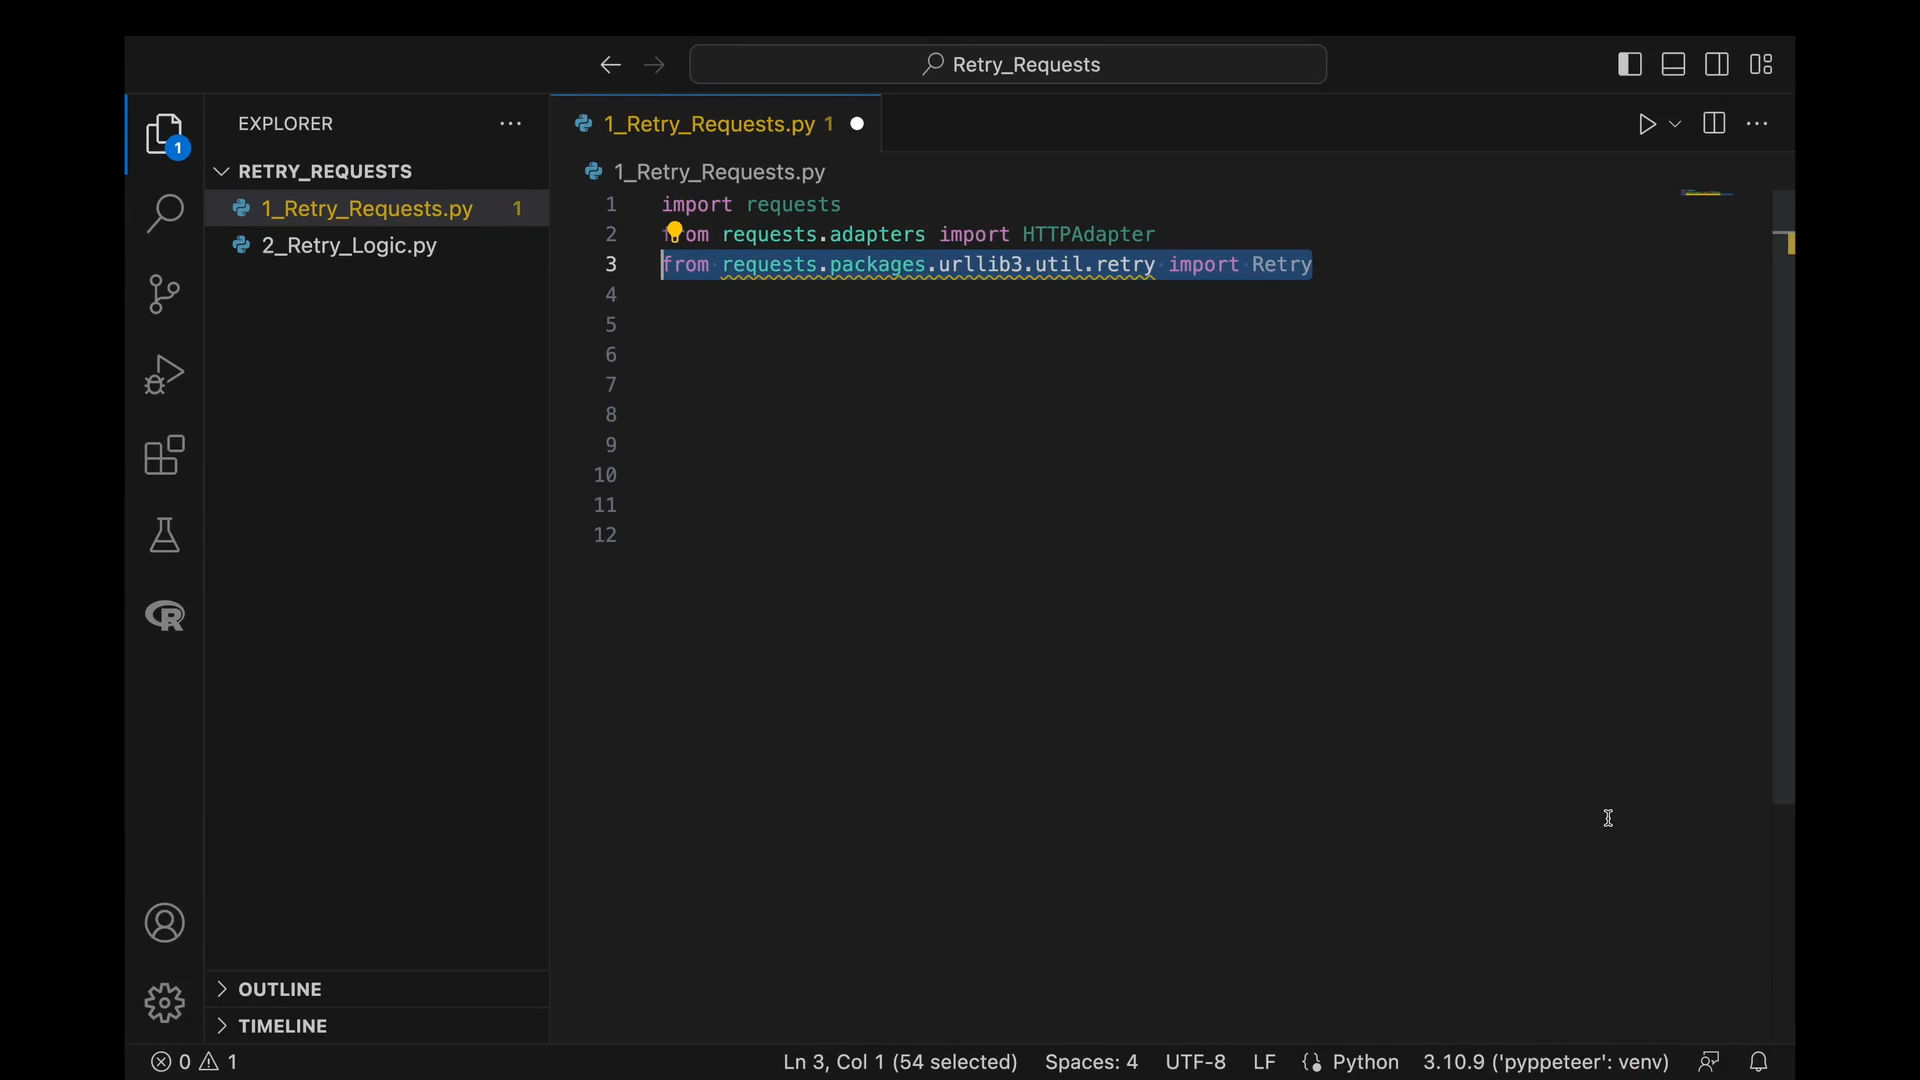 Retry_Requests
EXPLORER
RETRY_REQUESTS
1_Retry_Requests.py 1
2_Retry_Logic.py
1_Retry_Requests.py 1
1_Retry_Requests.py
1 import requests
2 from requests.adapters import HTTPAdapter
3 from requests.packages.urllib3.util.retry import Retry
4
5
6
7
8
9
10
11
12
1
OUTLINE
TIMELINE
0 1 Ln 3, Col 1 (54 selected) Spaces: 4 UTF-8 LF Python 3.10.9 ('pyppeteer': venv)